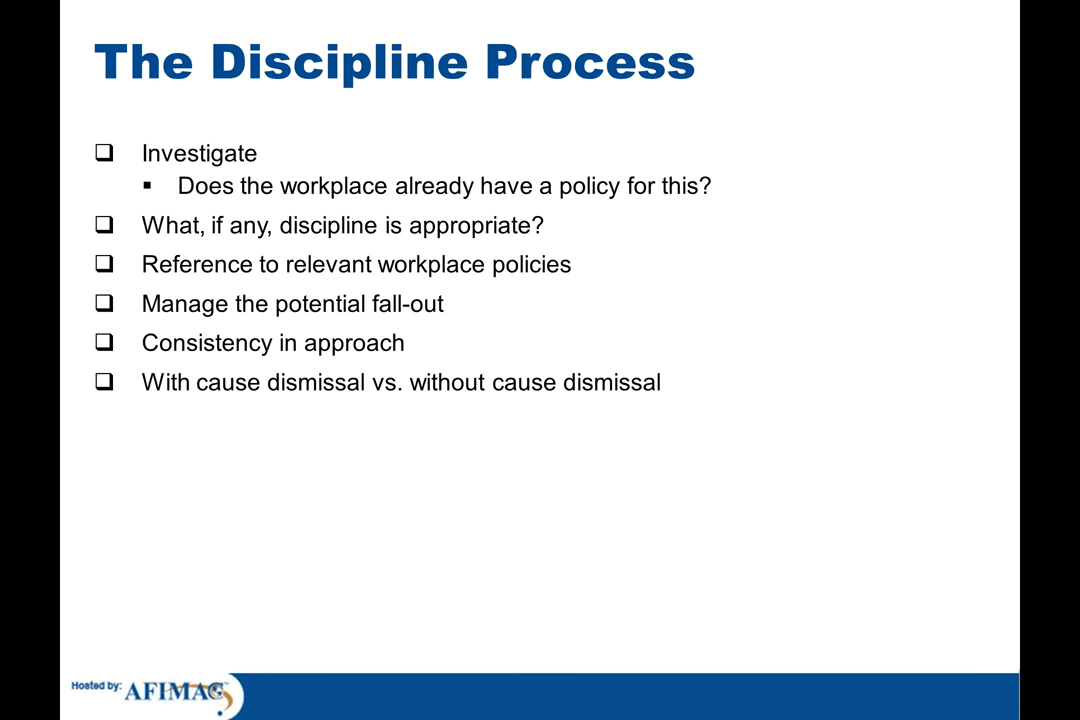 The Discipline Process
Investigate
Does the workplace already have a policy for this?
What, if any, discipline is appropriate?
Reference to relevant workplace policies
Manage the potential fall-out
Consistency in approach
With cause dismissal vs. without cause dismissal
Hosted by: AFIMAC